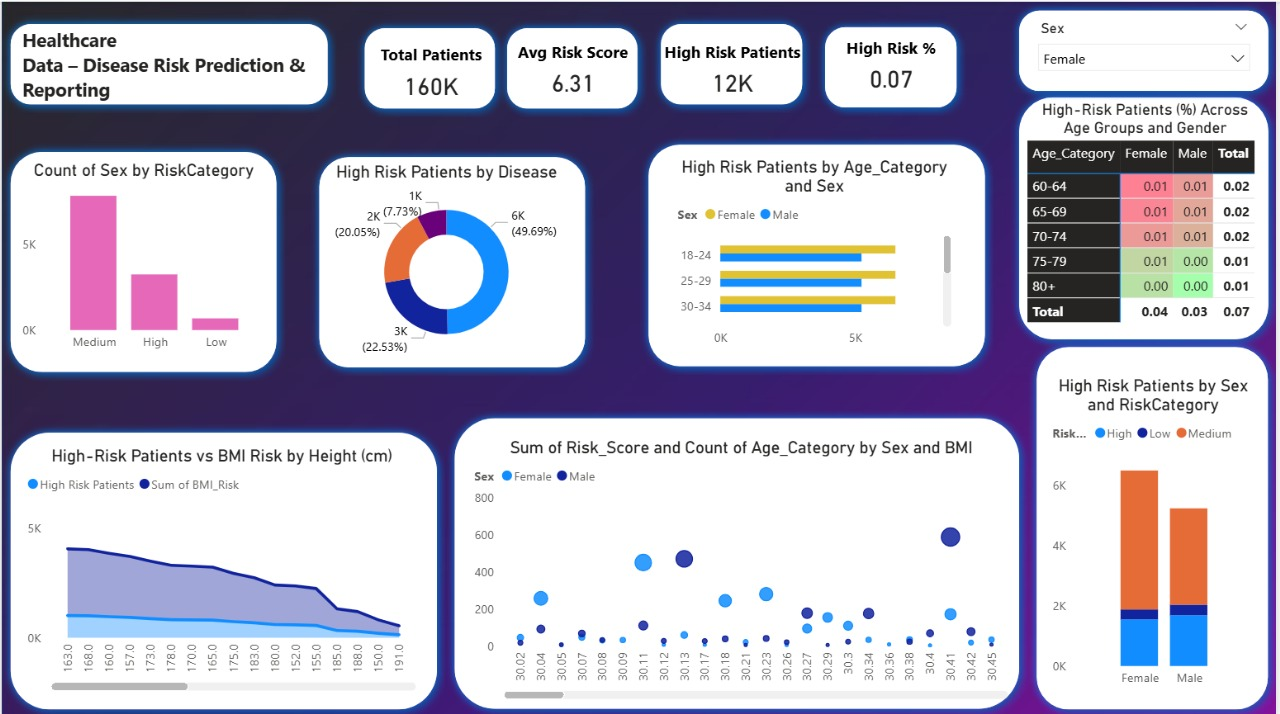 Healthcare
Data – Disease Risk Prediction &
Reporting
Total Patients
160K
Avg Risk Score
6.31
High Risk Patients
12K
High Risk %
0.07
Sex
Female
Count of Sex by RiskCategory
5K
0K
Medium High Low
High Risk Patients by Disease
1K
(7.73%)
2K
(20.05%)
6K
(49.69%)
3K
(22.53%)
High Risk Patients by Age_Category
and Sex
Sex Female Male
18-24
25-29
30-34
0K 5K
High-Risk Patients (%) Across
Age Groups and Gender
Age_Category Female Male Total
60-64 0.01 0.01 0.02
65-69 0.01 0.01 0.02
70-74 0.01 0.01 0.02
75-79 0.01 0.00 0.01
80+ 0.00 0.00 0.01
Total 0.04 0.03 0.07
High-Risk Patients vs BMI Risk by Height (cm)
High Risk Patients Sum of BMI_Risk
5K
0K
163.0 168.0 160.0 157.0 173.0 178.0 170.0 165.0 175.0 183.0 180.0 152.0 155.0 185.0 188.0 150.0 191.0
Sum of Risk_Score and Count of Age_Category by Sex and BMI
Sex Female Male
800
600
400
200
0
30.02 30.04 30.05 30.07 30.08 30.09 30.11 30.12 30.13 30.17 30.18 30.21 30.23 30.26 30.27 30.29 30.3 30.34 30.36 30.38 30.4 30.41 30.42 30.45
High Risk Patients by Sex
and RiskCategory
Risk... High Low Medium
6K
4K
2K
0K
Female Male